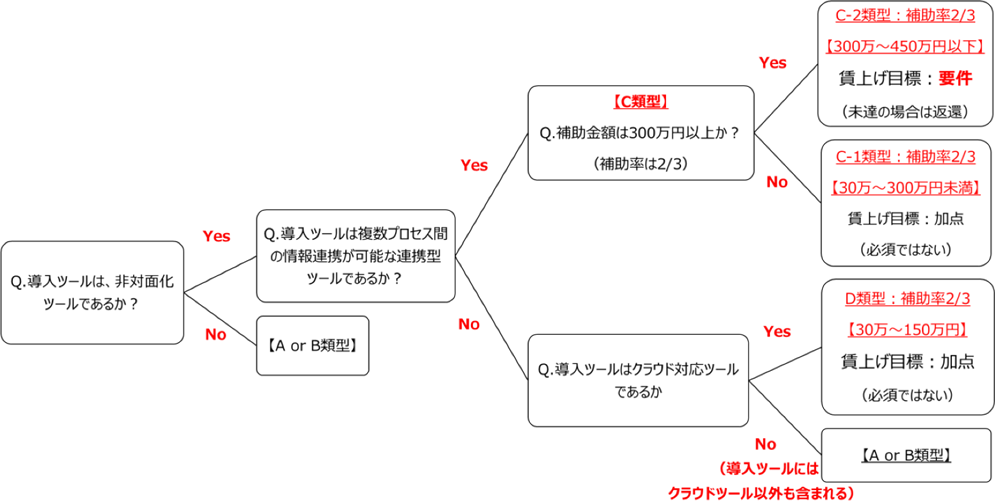 Q.導入ツールは、非対面化
ツールであるか？
Yes
No
Q.導入ツールは複数プロセス間
の情報連携が可能な連携型
ツールであるか？
【A or B類型】
Yes
No
【C類型】
Q.補助金額は300万円以上か？
（補助率は2/3）
Yes
No
C-2類型：補助率2/3
【300万～450万円以下】
賃上げ目標：要件
（未達の場合は返還）
C-1類型：補助率2/3
【30万～300万円未満】
賃上げ目標：加点
（必須ではない）
Q.導入ツールはクラウド対応ツール
であるか
Yes
No
（導入ツールには
クラウドツール以外も含まれる）
D類型：補助率2/3
【30万～150万円】
賃上げ目標：加点
（必須ではない）
【A or B類型】